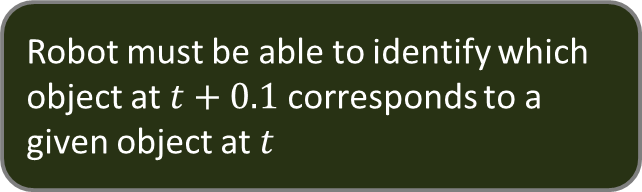 Robot must be able to identify which
object at t + 0.1 corresponds to a
given object at t